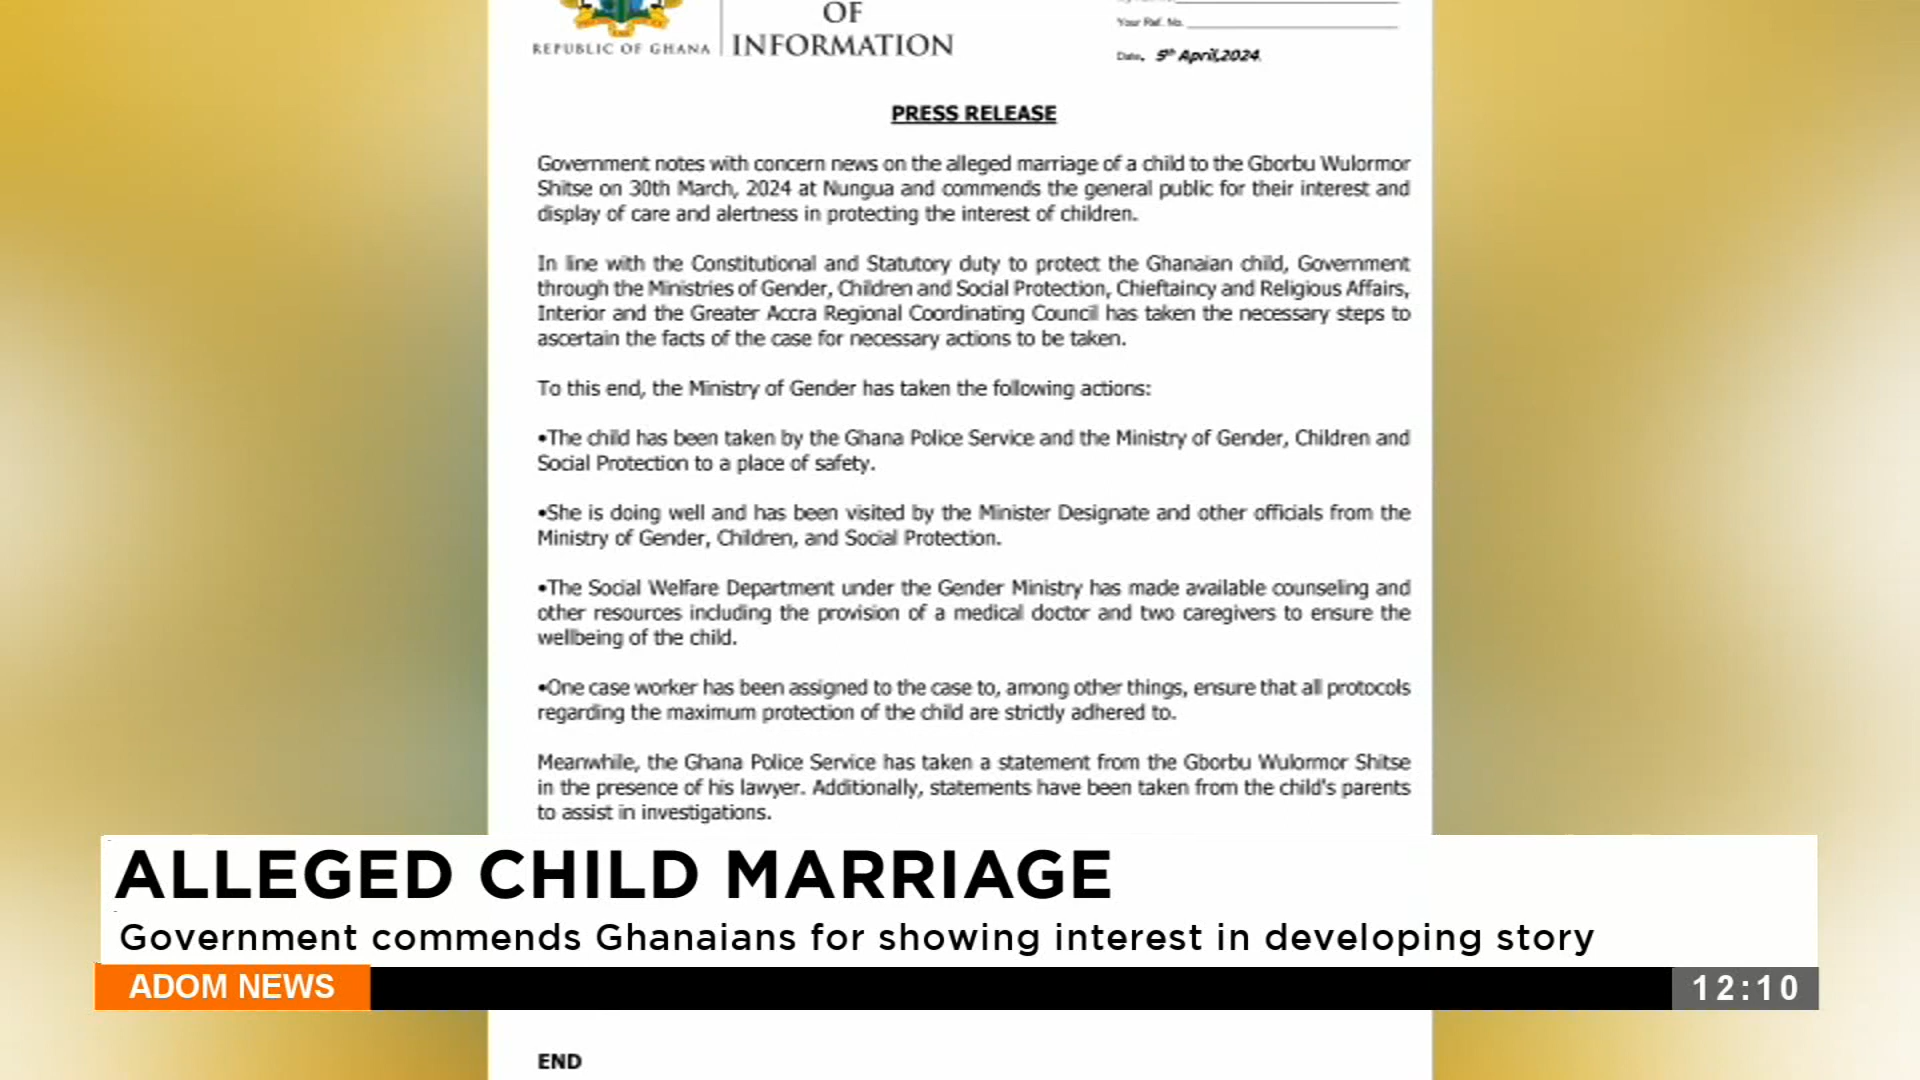 OF
REPUBLIC OF GHANA
INFORMATION
Your Ref. No.
Date. 5th April,2024.
PRESS RELEASE
Government notes with concern news on the alleged marriage of a child to the Gborbu Wulormor
Shitse on 30th March, 2024 at Nungua and commends the general public for their interest and
display of care and alertness in protecting the interest of children.
In line with the Constitutional and Statutory duty to protect the Ghanaian child, Government
through the Ministries of Gender, Children and Social Protection, Chieftaincy and Religious Affairs,
Interior and the Greater Accra Regional Coordinating Council has taken the necessary steps to
ascertain the facts of the case for necessary actions to be taken.
To this end, the Ministry of Gender has taken the following actions:
•The child has been taken by the Ghana Police Service and the Ministry of Gender, Children and
Social Protection to a place of safety.
•She is doing well and has been visited by the Minister Designate and other officials from the
Ministry of Gender, Children, and Social Protection.
•The Social Welfare Department under the Gender Ministry has made available counseling and
other resources including the provision of a medical doctor and two caregivers to ensure the
wellbeing of the child.
•One case worker has been assigned to the case to, among other things, ensure that all protocols
regarding the maximum protection of the child are strictly adhered to.
Meanwhile, the Ghana Police Service has taken a statement from the Gborbu Wulormor Shitse
in the presence of his lawyer. Additionally, statements have been taken from the child's parents
to assist in investigations.
ALLEGED CHILD MARRIAGE
Government commends Ghanaians for showing interest in developing story
ADOM NEWS
12:10
END